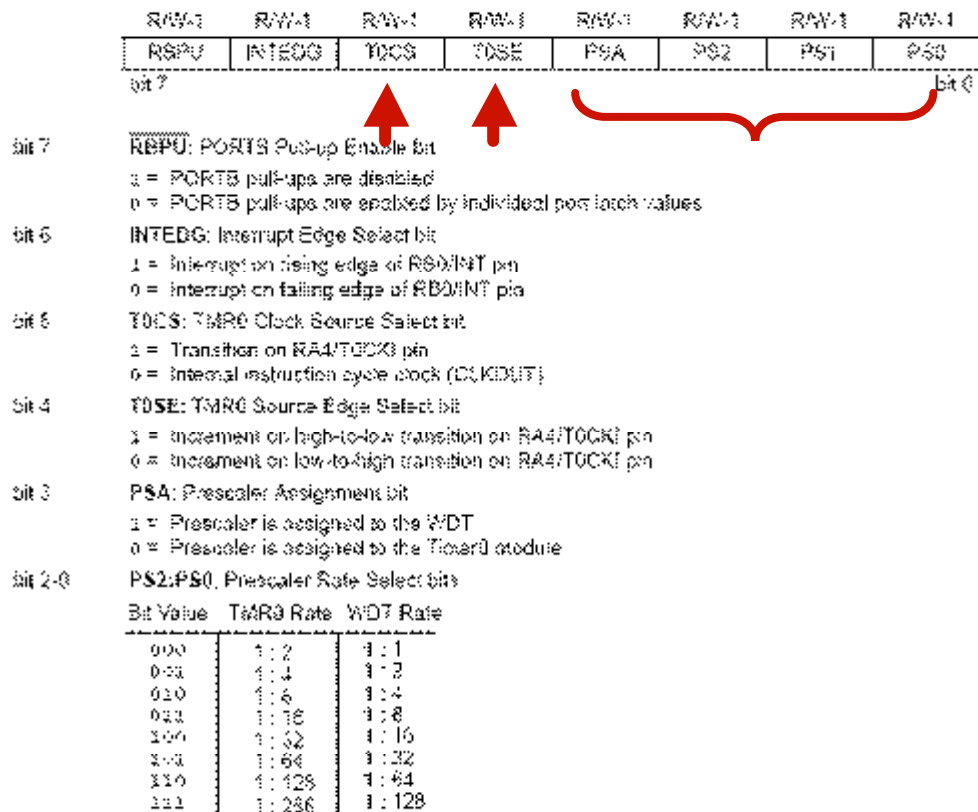 R/W-1 R/W-1 R/W-1 R/W-1 R/W-1 R/W-1 R/W-1 R/W-1
RBPU INTEDG T0CS T0SE PSA PS2 PS1 PS0
bit 7 bit 0
bit 7 RBPU: PORTB Pull-up Enable bit
1 = PORTB pull-ups are disabled
0 = PORTB pull-ups are enabled by individual port latch values
bit 6 INTEDG: Interrupt Edge Select bit
1 = Interrupt on rising edge of RB0/INT pin
0 = Interrupt on falling edge of RB0/INT pin
bit 5 T0CS: TMR0 Clock Source Select bit
1 = Transition on RA4/T0CKI pin
0 = Internal instruction cycle clock (CLKOUT)
bit 4 T0SE: TMR0 Source Edge Select bit
1 = Increment on high-to-low transition on RA4/T0CKI pin
0 = Increment on low-to-high transition on RA4/T0CKI pin
bit 3 PSA: Prescaler Assignment bit
1 = Prescaler is assigned to the WDT
0 = Prescaler is assigned to the Timer0 module
bit 2-0 PS2:PS0: Prescaler Rate Select bits
Bit Value TMR0 Rate WDT Rate
000 1 : 2 1 : 1
001 1 : 4 1 : 2
010 1 : 8 1 : 4
011 1 : 16 1 : 8
100 1 : 32 1 : 16
101 1 : 64 1 : 32
110 1 : 128 1 : 64
111 1 : 256 1 : 128